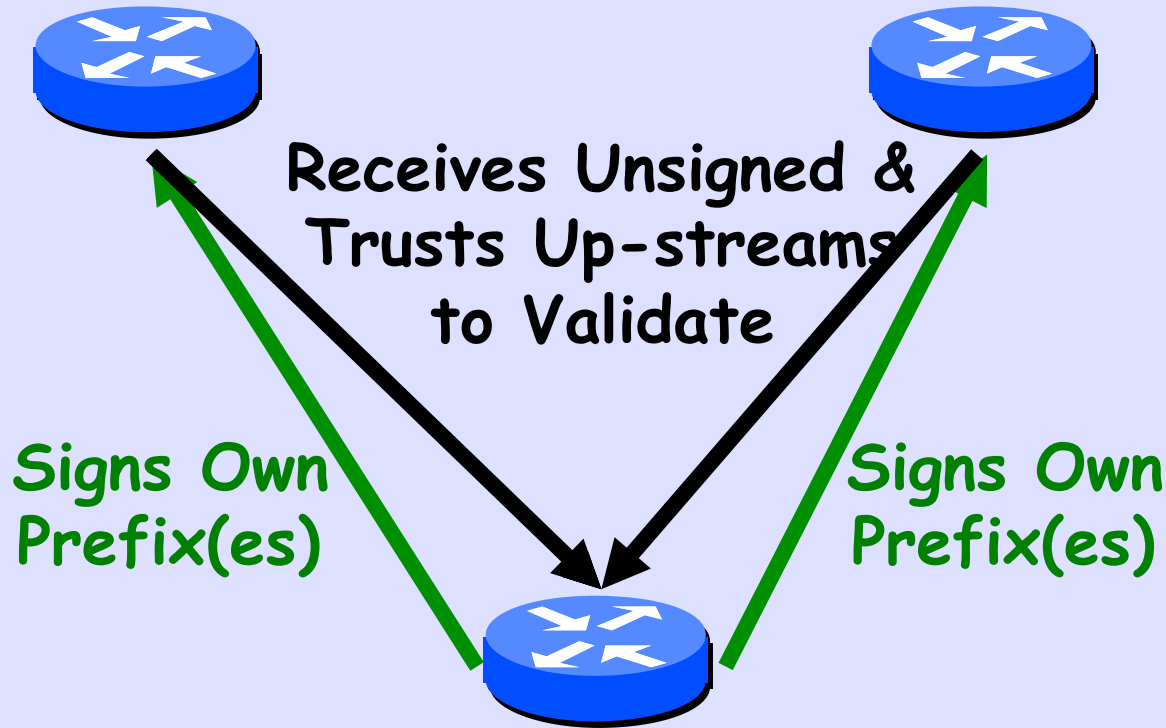 Receives Unsigned &
Trusts Up-streams
to Validate
Signs Own
Prefix(es)
Signs Own
Prefix(es)